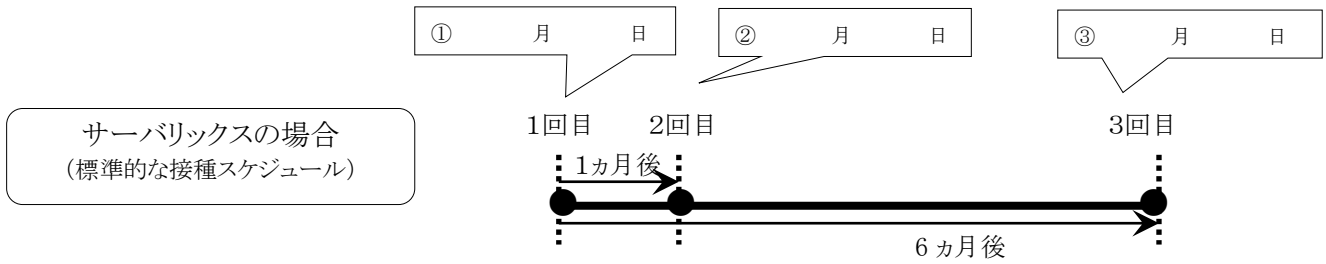 ① 月 日
② 月 日
③ 月 日
サーバリックスの場合
（標準的な接種スケジュール）
1回目 2回目 3回目
1ヵ月後
6ヵ月後